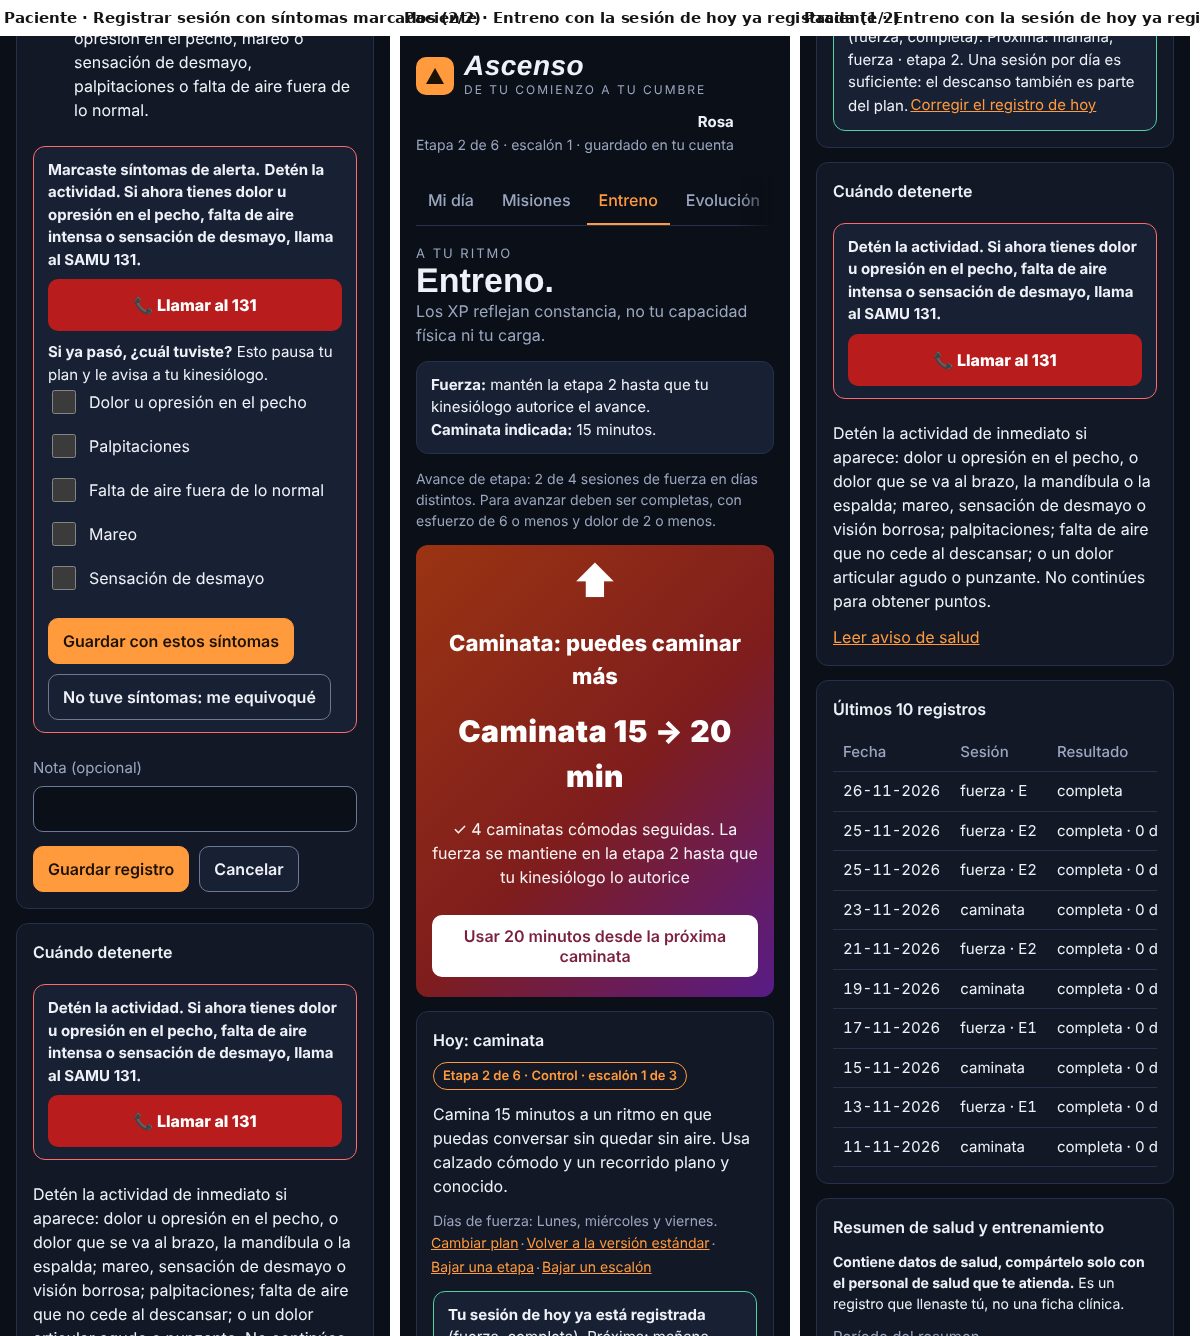 Paciente · Registrar sesión con síntomas marcados (2/2)
Paciente · Entreno con la sesión de hoy ya registrada (1/2)
Paciente · Entreno con la sesión de hoy ya regi
opresión en el pecho, mareo o
sensación de desmayo,
palpitaciones o falta de aire fuera de
lo normal.
Marcaste síntomas de alerta. Detén la
actividad. Si ahora tienes dolor u
opresión en el pecho, falta de aire
intensa o sensación de desmayo, llama
al SAMU 131.
📞 Llamar al 131
Si ya pasó, ¿cuál tuviste? Esto pausa tu
plan y le avisa a tu kinesiólogo.
Dolor u opresión en el pecho
Palpitaciones
Falta de aire fuera de lo normal
Mareo
Sensación de desmayo
Guardar con estos síntomas
No tuve síntomas: me equivoqué
Nota (opcional)
Guardar registro
Cancelar
Cuándo detenerte
Detén la actividad. Si ahora tienes dolor
u opresión en el pecho, falta de aire
intensa o sensación de desmayo, llama
al SAMU 131.
📞 Llamar al 131
Detén la actividad de inmediato si
aparece: dolor u opresión en el pecho, o
dolor que se va al brazo, la mandíbula o la
espalda; mareo, sensación de desmayo o
visión borrosa; palpitaciones; falta de aire
que no cede al descansar; o un dolor
articular agudo o punzante. No continúes
Ascenso
DE TU COMIENZO A TU CUMBRE
Rosa
Etapa 2 de 6 · escalón 1 · guardado en tu cuenta
Mi día
Misiones
Entreno
Evolución
A TU RITMO
Entreno.
Los XP reflejan constancia, no tu capacidad
física ni tu carga.
Fuerza: mantén la etapa 2 hasta que tu
kinesiólogo autorice el avance.
Caminata indicada: 15 minutos.
Avance de etapa: 2 de 4 sesiones de fuerza en días
distintos. Para avanzar deben ser completas, con
esfuerzo de 6 o menos y dolor de 2 o menos.
Caminata: puedes caminar
más
Caminata 15 → 20
min
✓ 4 caminatas cómodas seguidas. La
fuerza se mantiene en la etapa 2 hasta que
tu kinesiólogo lo autorice
Usar 20 minutos desde la próxima
caminata
Hoy: caminata
Etapa 2 de 6 · Control · escalón 1 de 3
Camina 15 minutos a un ritmo en que
puedas conversar sin quedar sin aire. Usa
calzado cómodo y un recorrido plano y
conocido.
Días de fuerza: Lunes, miércoles y viernes.
Cambiar plan · Volver a la versión estándar ·
Bajar una etapa · Bajar un escalón
Tu sesión de hoy ya está registrada
(fuerza, completa). Próxima: mañana,
(fuerza, completa). Próxima: mañana,
fuerza · etapa 2. Una sesión por día es
suficiente: el descanso también es parte
del plan. Corregir el registro de hoy
Cuándo detenerte
Detén la actividad. Si ahora tienes dolor
u opresión en el pecho, falta de aire
intensa o sensación de desmayo, llama
al SAMU 131.
📞 Llamar al 131
Detén la actividad de inmediato si
aparece: dolor u opresión en el pecho, o
dolor que se va al brazo, la mandíbula o la
espalda; mareo, sensación de desmayo o
visión borrosa; palpitaciones; falta de aire
que no cede al descansar; o un dolor
articular agudo o punzante. No continúes
para obtener puntos.
Leer aviso de salud
Últimos 10 registros
Fecha Sesión Resultado
26-11-2026 fuerza · E completa
25-11-2026 fuerza · E2 completa · 0 d
25-11-2026 fuerza · E2 completa · 0 d
23-11-2026 caminata completa · 0 d
21-11-2026 fuerza · E2 completa · 0 d
19-11-2026 caminata completa · 0 d
17-11-2026 fuerza · E1 completa · 0 d
15-11-2026 caminata completa · 0 d
13-11-2026 fuerza · E1 completa · 0 d
11-11-2026 caminata completa · 0 d
Resumen de salud y entrenamiento
Contiene datos de salud, compártelo solo con
el personal de salud que te atienda. Es un
registro que llenaste tú, no una ficha clínica.
Período del resumen